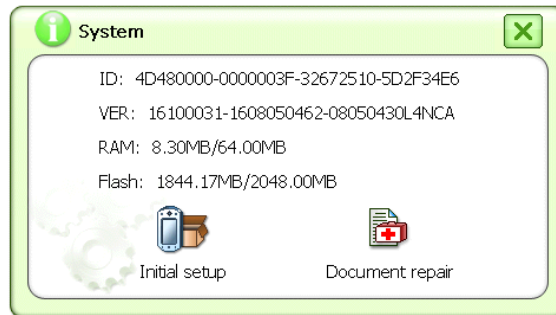 System
ID: 4D480000-0000003F-32672510-5D2F34E6
VER: 16100031-1608050462-08050430L4NCA
RAM: 8.30MB/64.00MB
Flash: 1844.17MB/2048.00MB
Initial setup Document repair